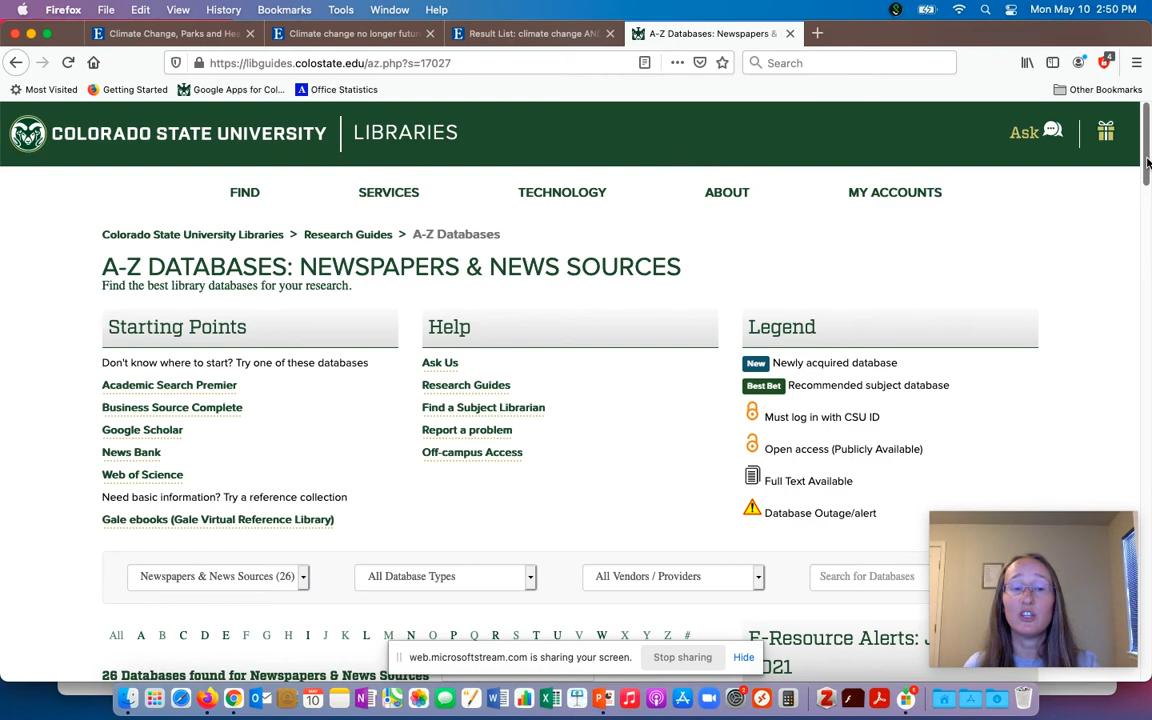 Firefox File Edit View History Bookmarks Tools Window Help Mon May 10 2:50 PM
Climate Change, Parks and Hea Climate change no longer futur Result List: climate change AN A-Z Databases: Newspapers &
https://libguides.colostate.edu/az.php?s=17027 Search 4
Most Visited Getting Started Google Apps for Col... Office Statistics Other Bookmarks
COLORADO STATE UNIVERSITY LIBRARIES Ask
FIND SERVICES TECHNOLOGY ABOUT MY ACCOUNTS
Colorado State University Libraries > Research Guides > A-Z Databases
A-Z DATABASES: NEWSPAPERS & NEWS SOURCES
Find the best library databases for your research.
Starting Points
Don't know where to start? Try one of these databases
Academic Search Premier
Business Source Complete
Google Scholar
News Bank
Web of Science
Need basic information? Try a reference collection
Gale ebooks (Gale Virtual Reference Library)
Help
Ask Us
Research Guides
Find a Subject Librarian
Report a problem
Off-campus Access
Legend
New Newly acquired database
Best Bet Recommended subject database
Must log in with CSU ID
Open access (Publicly Available)
Full Text Available
Database Outage/alert
Newspapers & News Sources (26) All Database Types All Vendors / Providers Search for Databases
All A B C D E F G H I J K L M N O P Q R S T U V W X Y Z #
26 Databases found for Newspapers & News Sources
E-Resource Alerts: J
2021
web.microsoftstream.com is sharing your screen. Stop sharing Hide